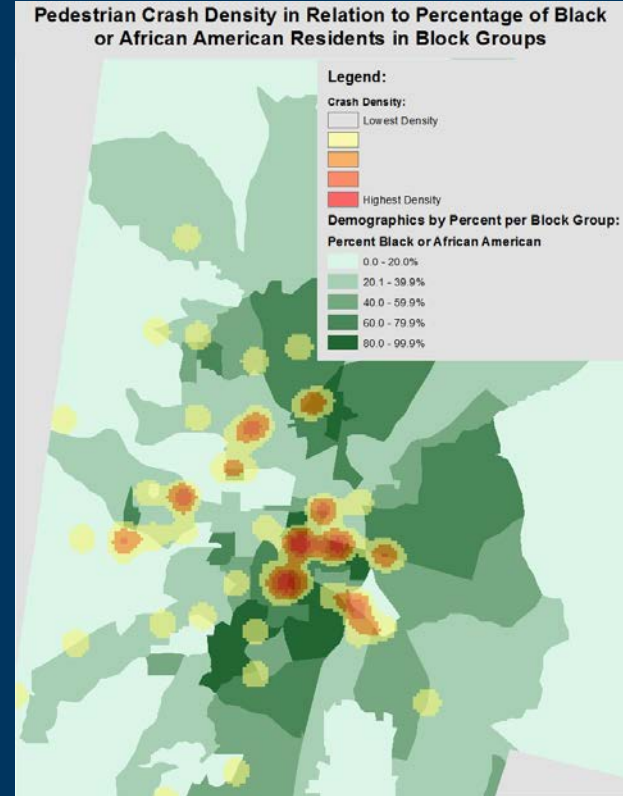 Pedestrian Crash Density in Relation to Percentage of Black
or African American Residents in Block Groups
Legend:
Crash Density:
Lowest Density
Highest Density
Demographics by Percent per Block Group:
Percent Black or African American
0.0 - 20.0%
20.1 - 39.9%
40.0 - 59.9%
60.0 - 79.9%
80.0 - 99.9%